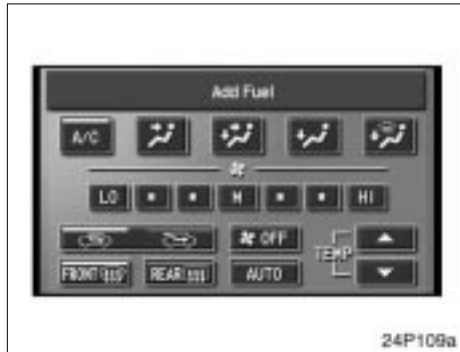 Add Fuel
A/C
LO M HI
OFF
TEMP
FRONT REAR AUTO
24P109a